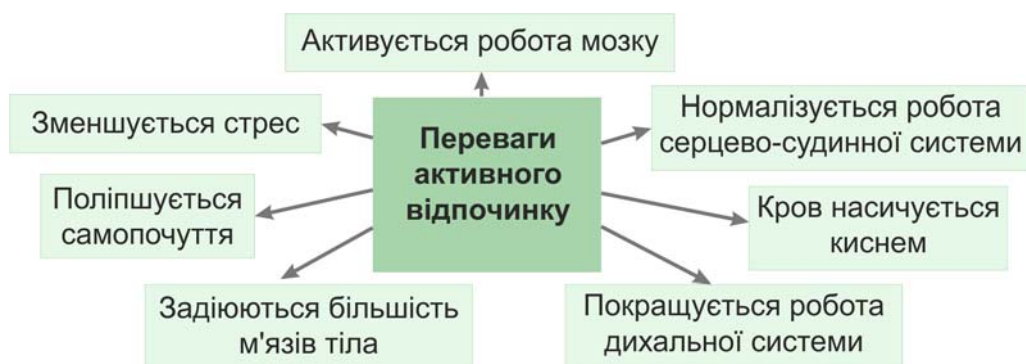 Активується робота мозку
Зменшується стрес
Переваги
активного
відпочинку
Нормалізується робота
серцево-судинної системи
Поліпшується
самопочуття
Кров насичується
киснем
Задіюються більшість
м'язів тіла
Покращується робота
дихальної системи